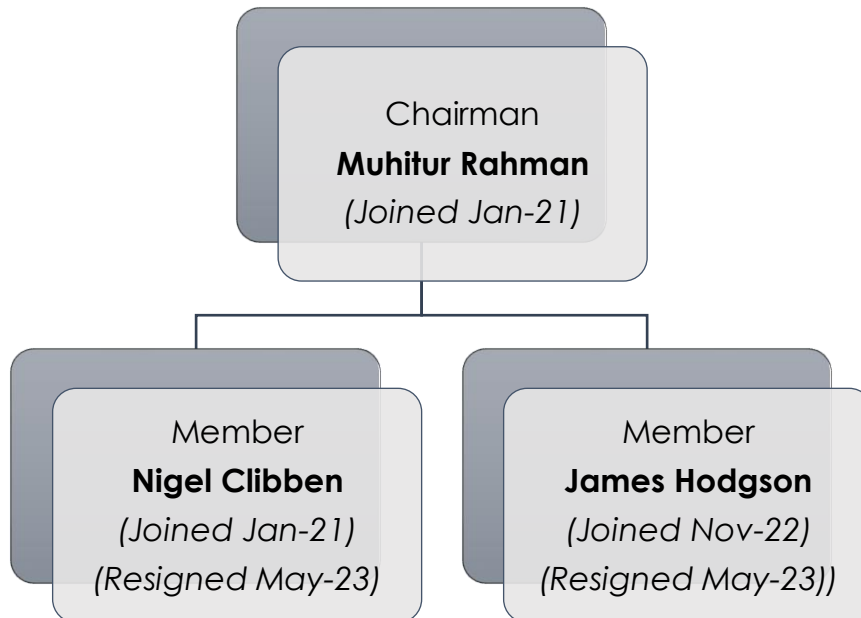 Chairman
Muhitur Rahman
(Joined Jan-21)
Member
Nigel Clibben
(Joined Jan-21)
(Resigned May-23)
Member
James Hodgson
(Joined Nov-22)
(Resigned May-23))